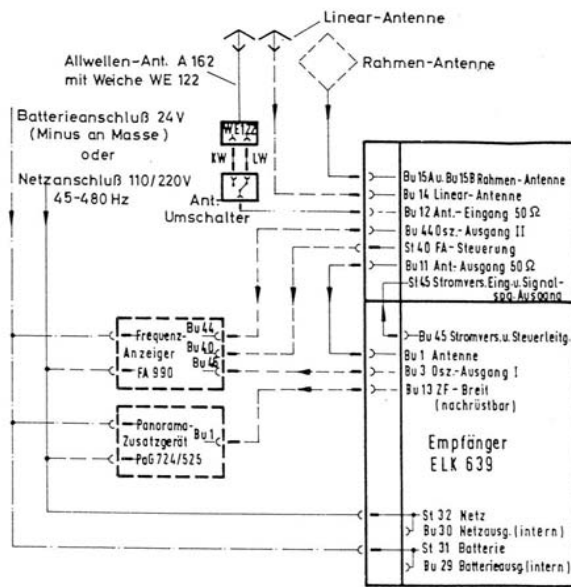 Linear-Antenne
Allwellen-Ant. A 162
mit Weiche WE 122
Rahmen-Antenne
Batterieanschluß 24V
(Minus an Masse)
oder
Netzanschluß 110/220V
45-480 Hz
WE122
KW
LW
Ant.-
Umschalter
Bu 15A u. Bu 15B Rahmen-Antenne
Bu 14 Linear-Antenne
Bu 12 Ant.-Eingang 50 Ω
Bu 44 Osz.-Ausgang II
St 40 FA-Steuerung
Bu 11 Ant-Ausgang 50 Ω
St 45 Stromvers. Eing. u. Signal-
spg. Ausgang
Bu 45 Stromvers. u. Steuerleitg.
Bu 1 Antenne
Bu 3 Osz.-Ausgang I
Bu 13 ZF-Breit
(nachrüstbar)
Frequenz-
Anzeiger
FA 990
Bu 44
Bu 40
Bu 46
Panorama-
Zusatzgerät
PaG 724/525
Bu 1
Empfänger
ELK 639
St 32 Netz
Bu 30 Netzausg. (intern)
St 31 Batterie
Bu 29 Batterieausg. (intern)